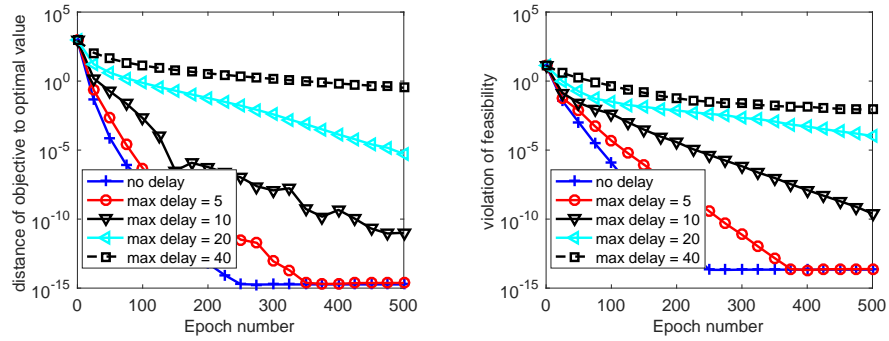 distance of objective to optimal value
10^5
10^0
10^-5
10^-10
10^-15
no delay
max delay = 5
max delay = 10
max delay = 20
max delay = 40
0 100 200 300 400 500
Epoch number
violation of feasibility
10^5
10^0
10^-5
10^-10
10^-15
no delay
max delay = 5
max delay = 10
max delay = 20
max delay = 40
0 100 200 300 400 500
Epoch number